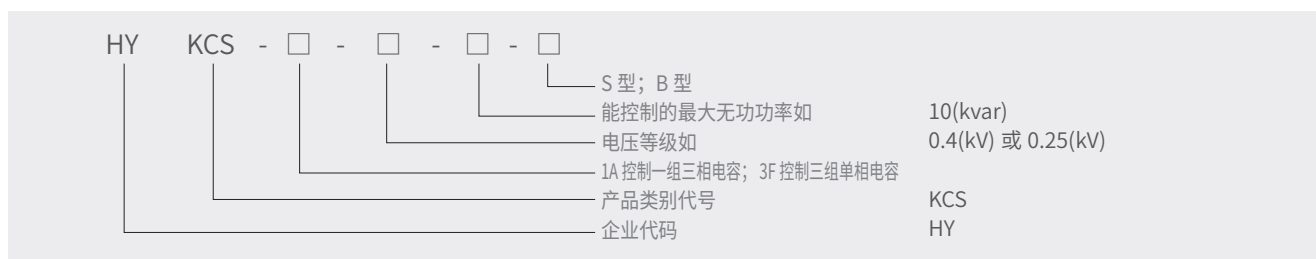 HY KCS - □ - □ - □ - □
S 型；B 型
能控制的最大无功功率如 10(kvar)
电压等级如 0.4(kV) 或 0.25(kV)
1A 控制一组三相电容； 3F 控制三组单相电容
产品类别代号 KCS
企业代码 HY